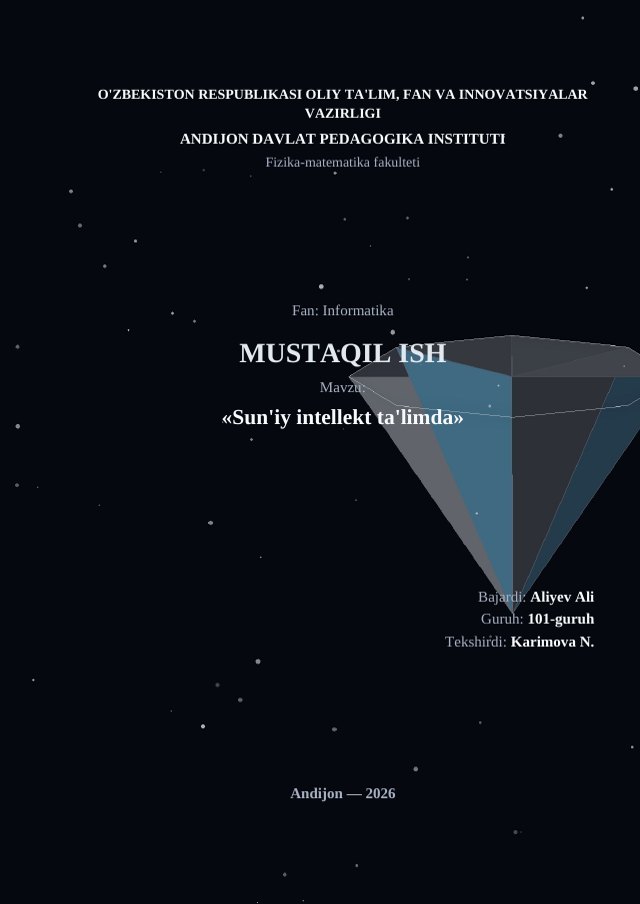 O'ZBEKISTON RESPUBLIKASI OLIY TA'LIM, FAN VA INNOVATSIYALAR
VAZIRLIGI
ANDIJON DAVLAT PEDAGOGIKA INSTITUTI
Fizika-matematika fakulteti
Fan: Informatika
MUSTAQIL ISH
Mavzu:
«Sun'iy intellekt ta'limda»
Bajardi: Aliyev Ali
Guruh: 101-guruh
Tekshirdi: Karimova N.
Andijon — 2026